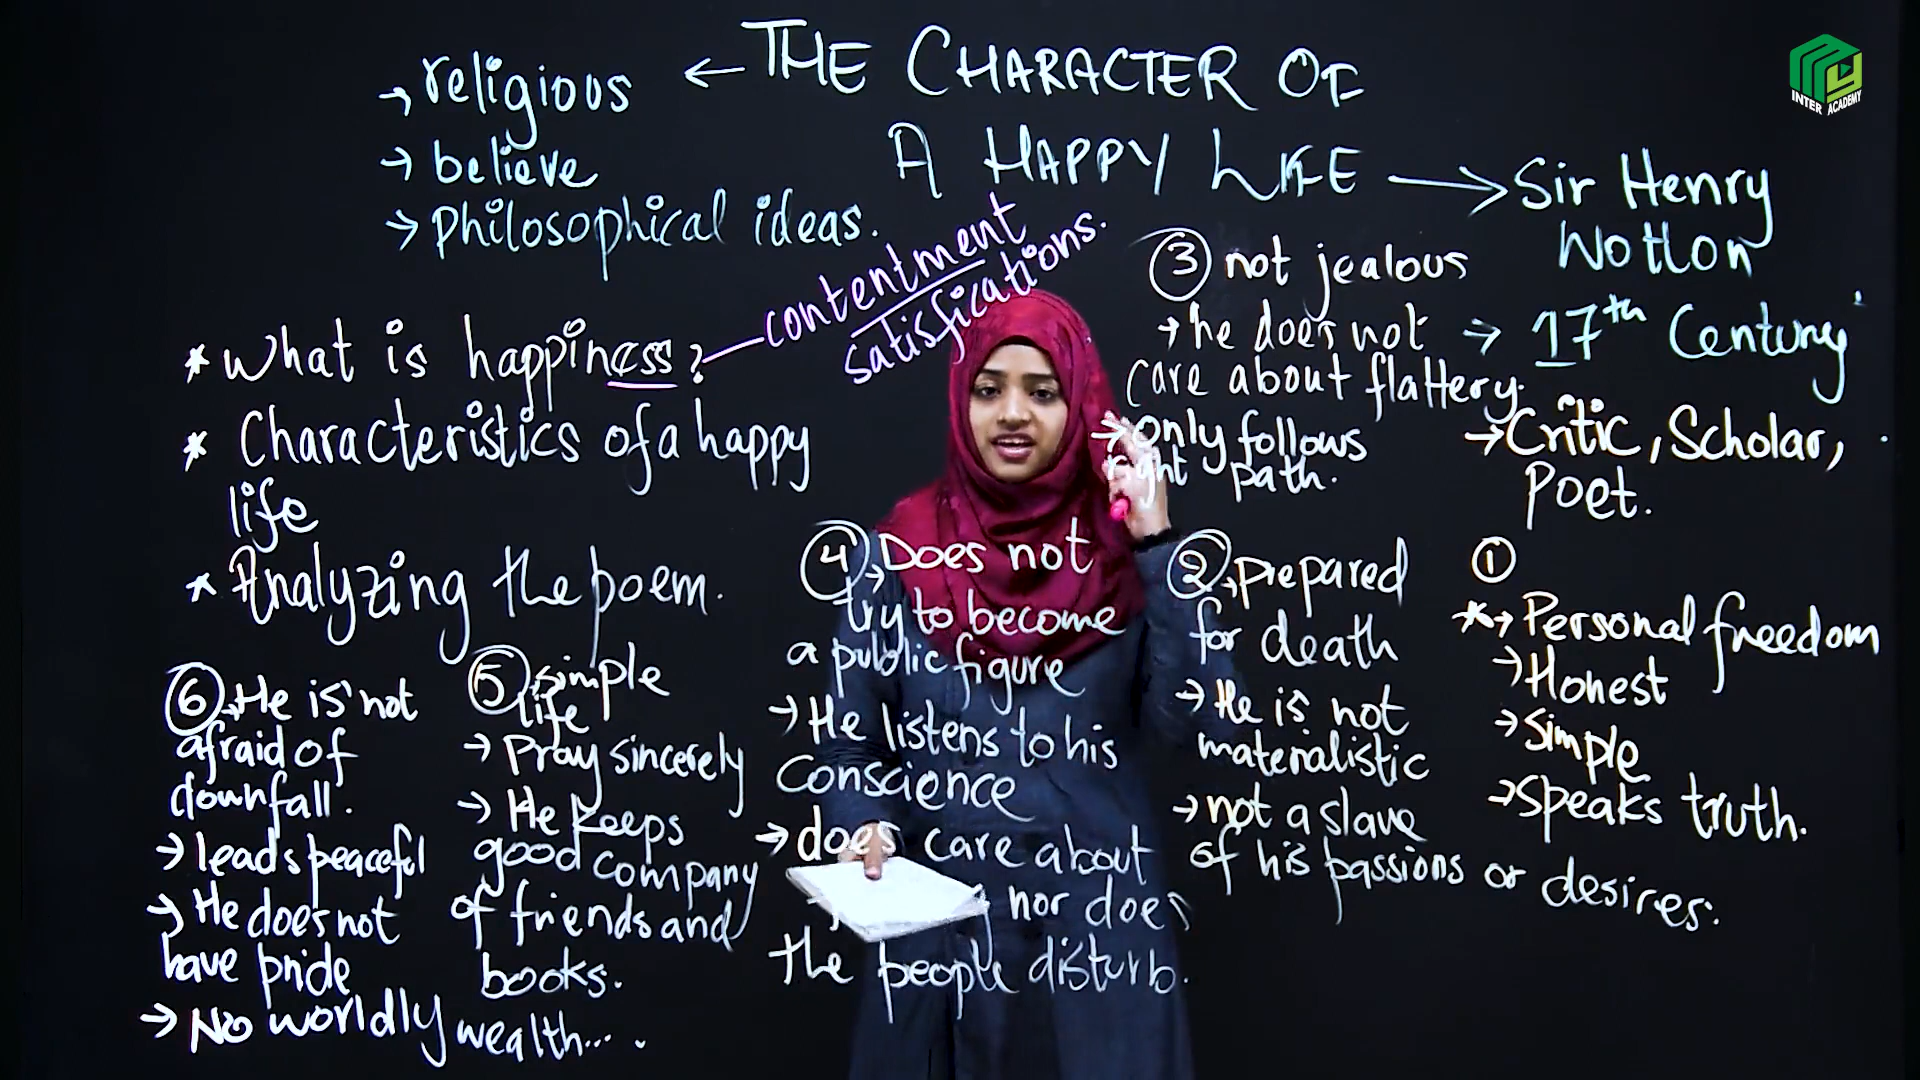 THE CHARACTER OF
A HAPPY LIFE
→ religious ←
→ believe
→ Philosophical ideas.
→ Sir Henry
Wotton
→ 17th Century
→ Critic, Scholar,
Poet.
* What is happiness?
contentment
satisfications.
* Characteristics of a happy
life
* Analyzing the poem.
①
* → Personal freedom
→ Honest
→ Simple
→ Speaks truth.
② → prepared
for death
→ He is not
materialistic
→ not a slave
of his passions or desires.
③ not jealous
→ he does not
care about flattery.
→ only follows
right path.
④ → Does not
try to become
a public figure
→ He listens to his
Conscience
→ does care about
nor does
the people disturb.
⑤ → simple
life
→ Pray sincerely
→ He keeps
good company
of friends and
books.
⑥ → He is not
afraid of
downfall.
→ leads peaceful
→ He does not
have pride
→ No worldly wealth... .
INTER ACADEMY